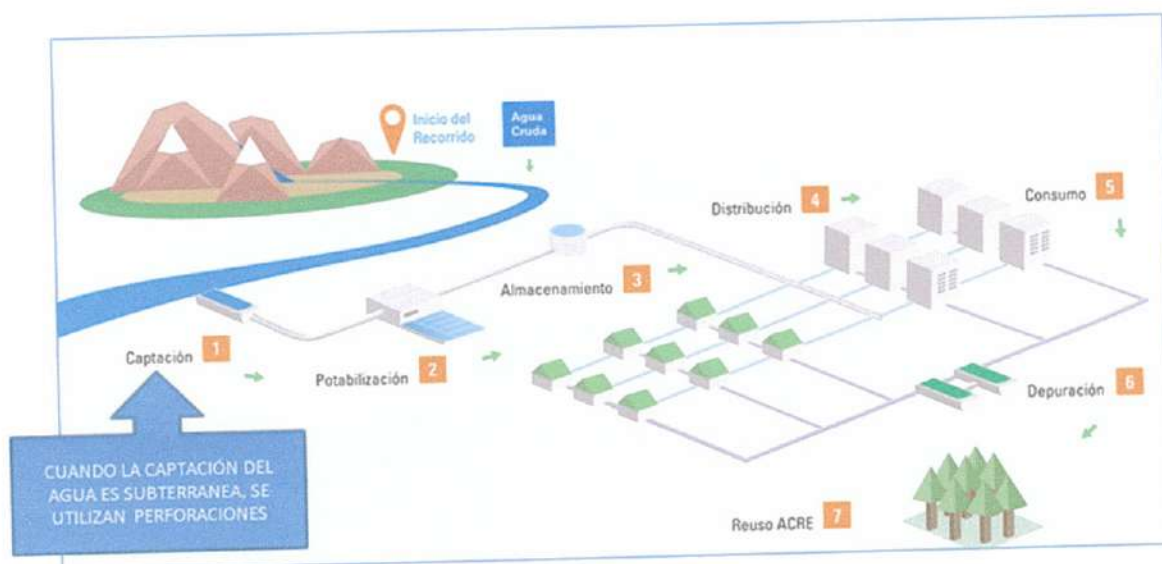 Inicio del
Recorrido
Agua
Cruda
Distribución 4
Consumo 5
Almacenamiento 3
Captación 1
Potabilización 2
Depuración 6
CUANDO LA CAPTACIÓN DEL
AGUA ES SUBTERRANEA, SE
UTILIZAN PERFORACIONES
Reuso ACRE 7